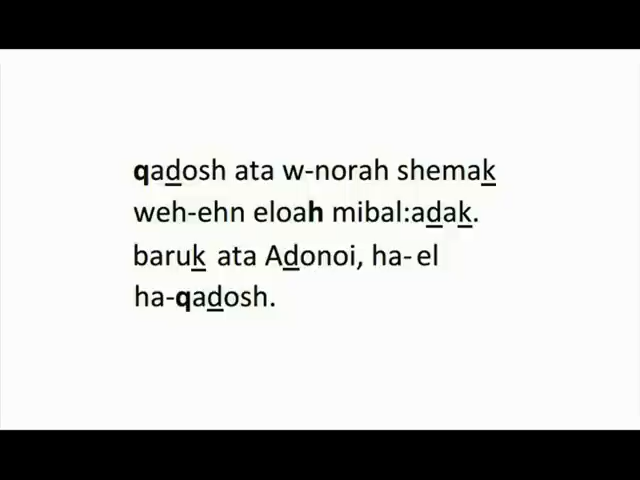 qadosh ata w-norah shemak
weh-ehn eloah mibal:adak.
baruk ata Adonoi, ha-el
ha-qadosh.